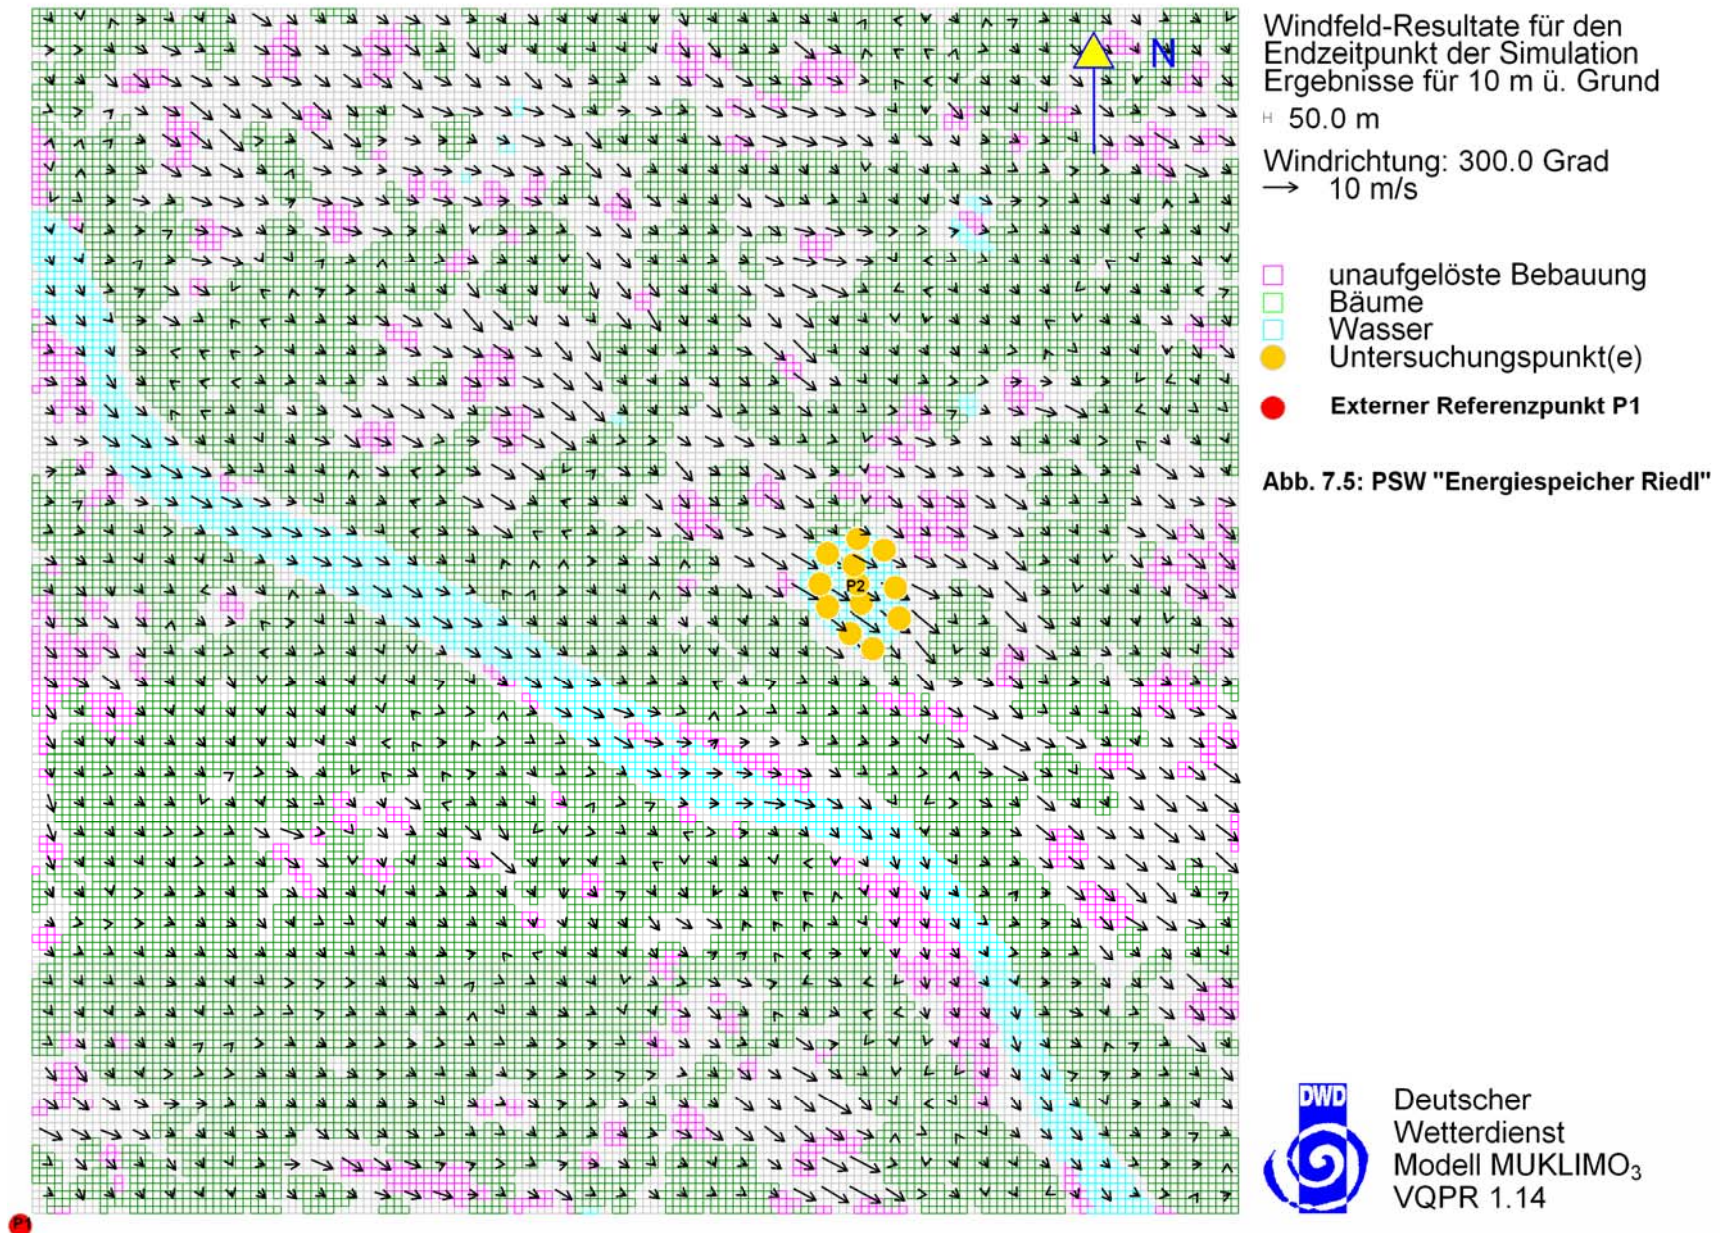 N
Windfeld-Resultate für den
Endzeitpunkt der Simulation
Ergebnisse für 10 m ü. Grund
50.0 m
Windrichtung: 300.0 Grad
10 m/s
unaufgelöste Bebauung
Bäume
Wasser
Untersuchungspunkt(e)
Externer Referenzpunkt P1
Abb. 7.5: PSW "Energiespeicher Riedl"
P2
DWD
Deutscher
Wetterdienst
Modell MUKLIMO₃
VQPR 1.14
P1